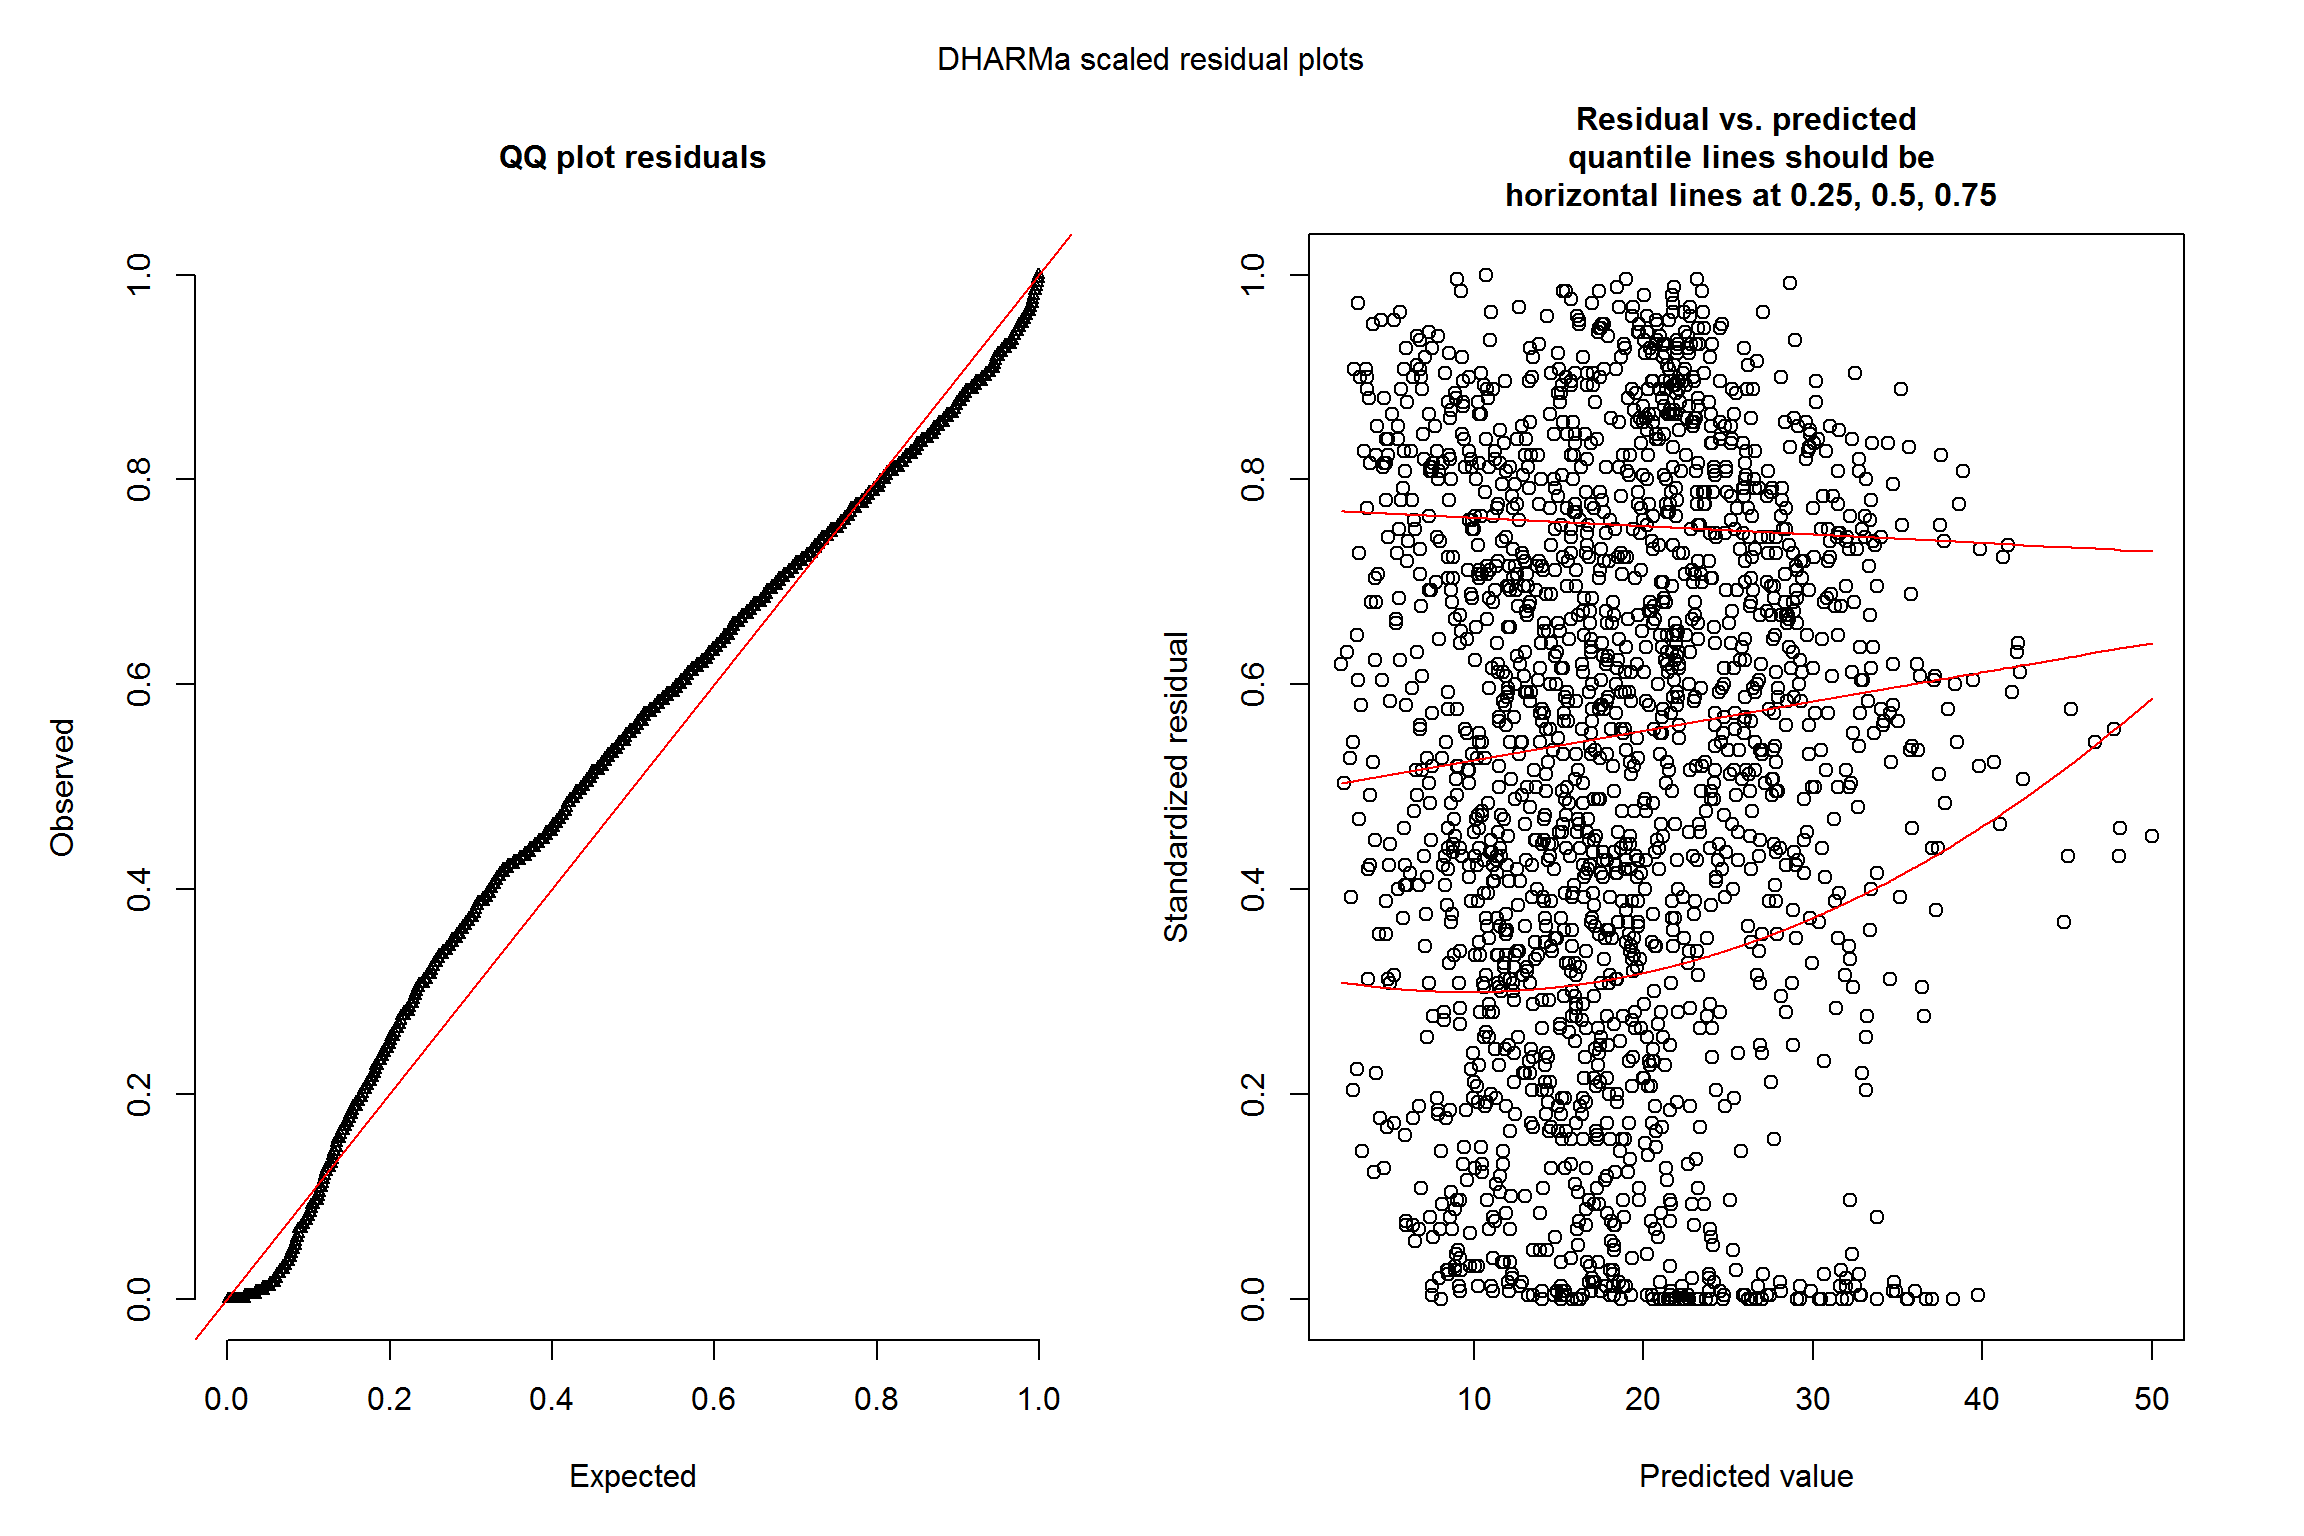 DHARMa scaled residual plots
QQ plot residuals
Observed
1.0
0.8
0.6
0.4
0.2
0.0
0.0 0.2 0.4 0.6 0.8 1.0
Expected
Residual vs. predicted
quantile lines should be
horizontal lines at 0.25, 0.5, 0.75
Standardized residual
1.0
0.8
0.6
0.4
0.2
0.0
10 20 30 40 50
Predicted value